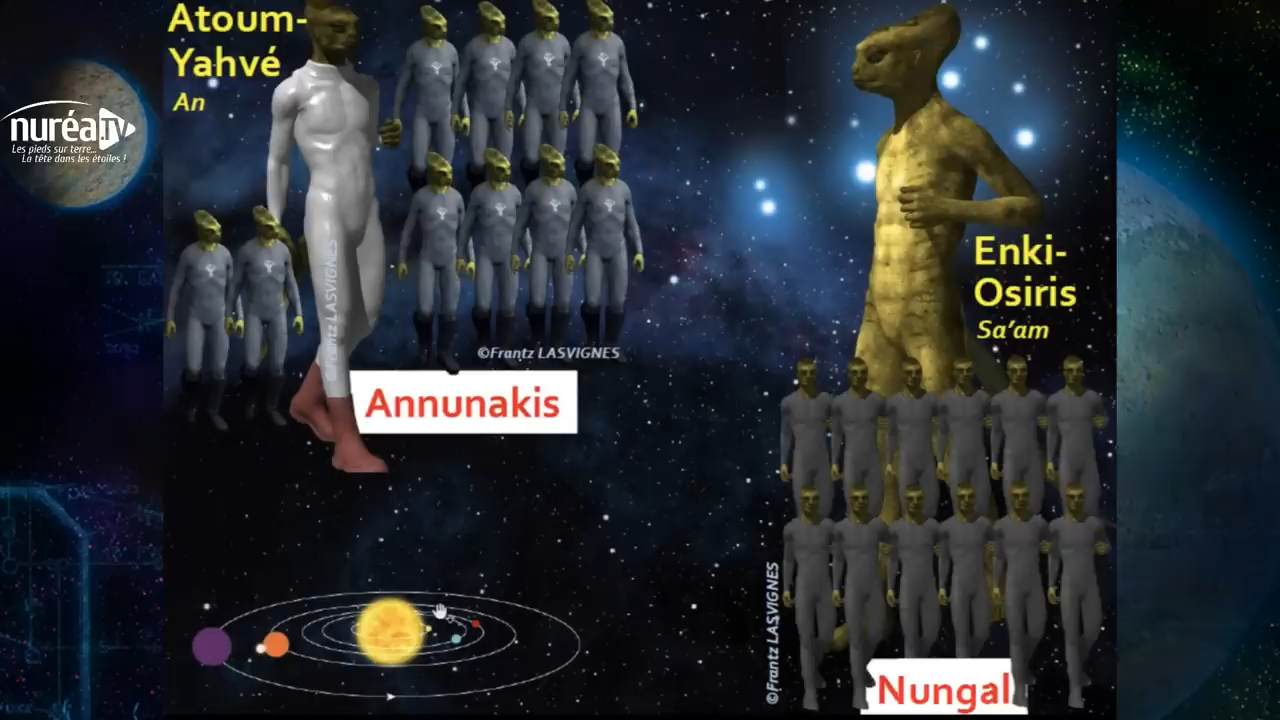 Atoum-
Yahvé
An
nuréa.TV
Les pieds sur terre...
La tête dans les étoiles !
©Frantz LASVIGNES
©Frantz LASVIGNES
Annunakis
Enki-
Osiris
Sa'am
©Frantz LASVIGNES
Nungal